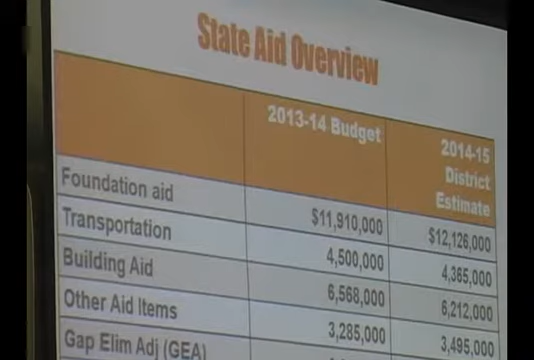 State Aid Overview
2013-14 Budget
2014-15
District
Estimate
Foundation aid $11,910,000 $12,126,000
Transportation 4,500,000 4,365,000
Building Aid 6,568,000 6,212,000
Other Aid Items 3,285,000 3,495,000
Gap Elim Adj (GEA)